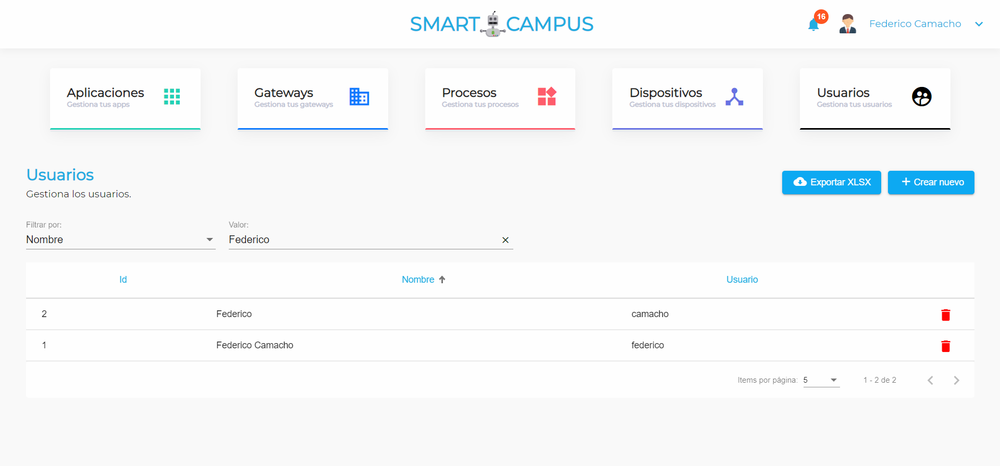 SMART CAMPUS
16
Federico Camacho
Aplicaciones
Gestiona tus apps
Gateways
Gestiona tus gateways
Procesos
Gestiona tus procesos
Dispositivos
Gestiona tus dispositivos
Usuarios
Gestiona tus usuarios
Usuarios
Gestiona los usuarios.
Exportar XLSX
+ Crear nuevo
Filtrar por:
Nombre
Valor:
Federico
Id Nombre Usuario
2 Federico camacho
1 Federico Camacho federico
Items por página: 5 1 - 2 de 2